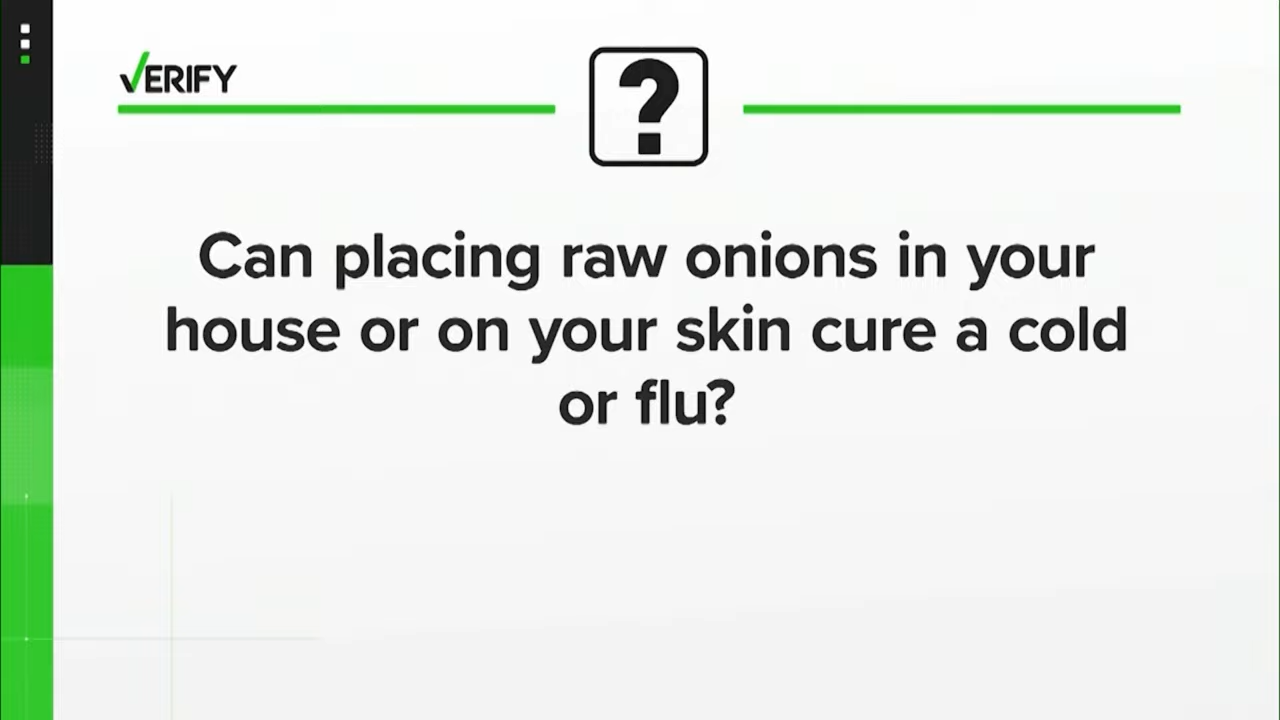 VERIFY
?
Can placing raw onions in your
house or on your skin cure a cold
or flu?